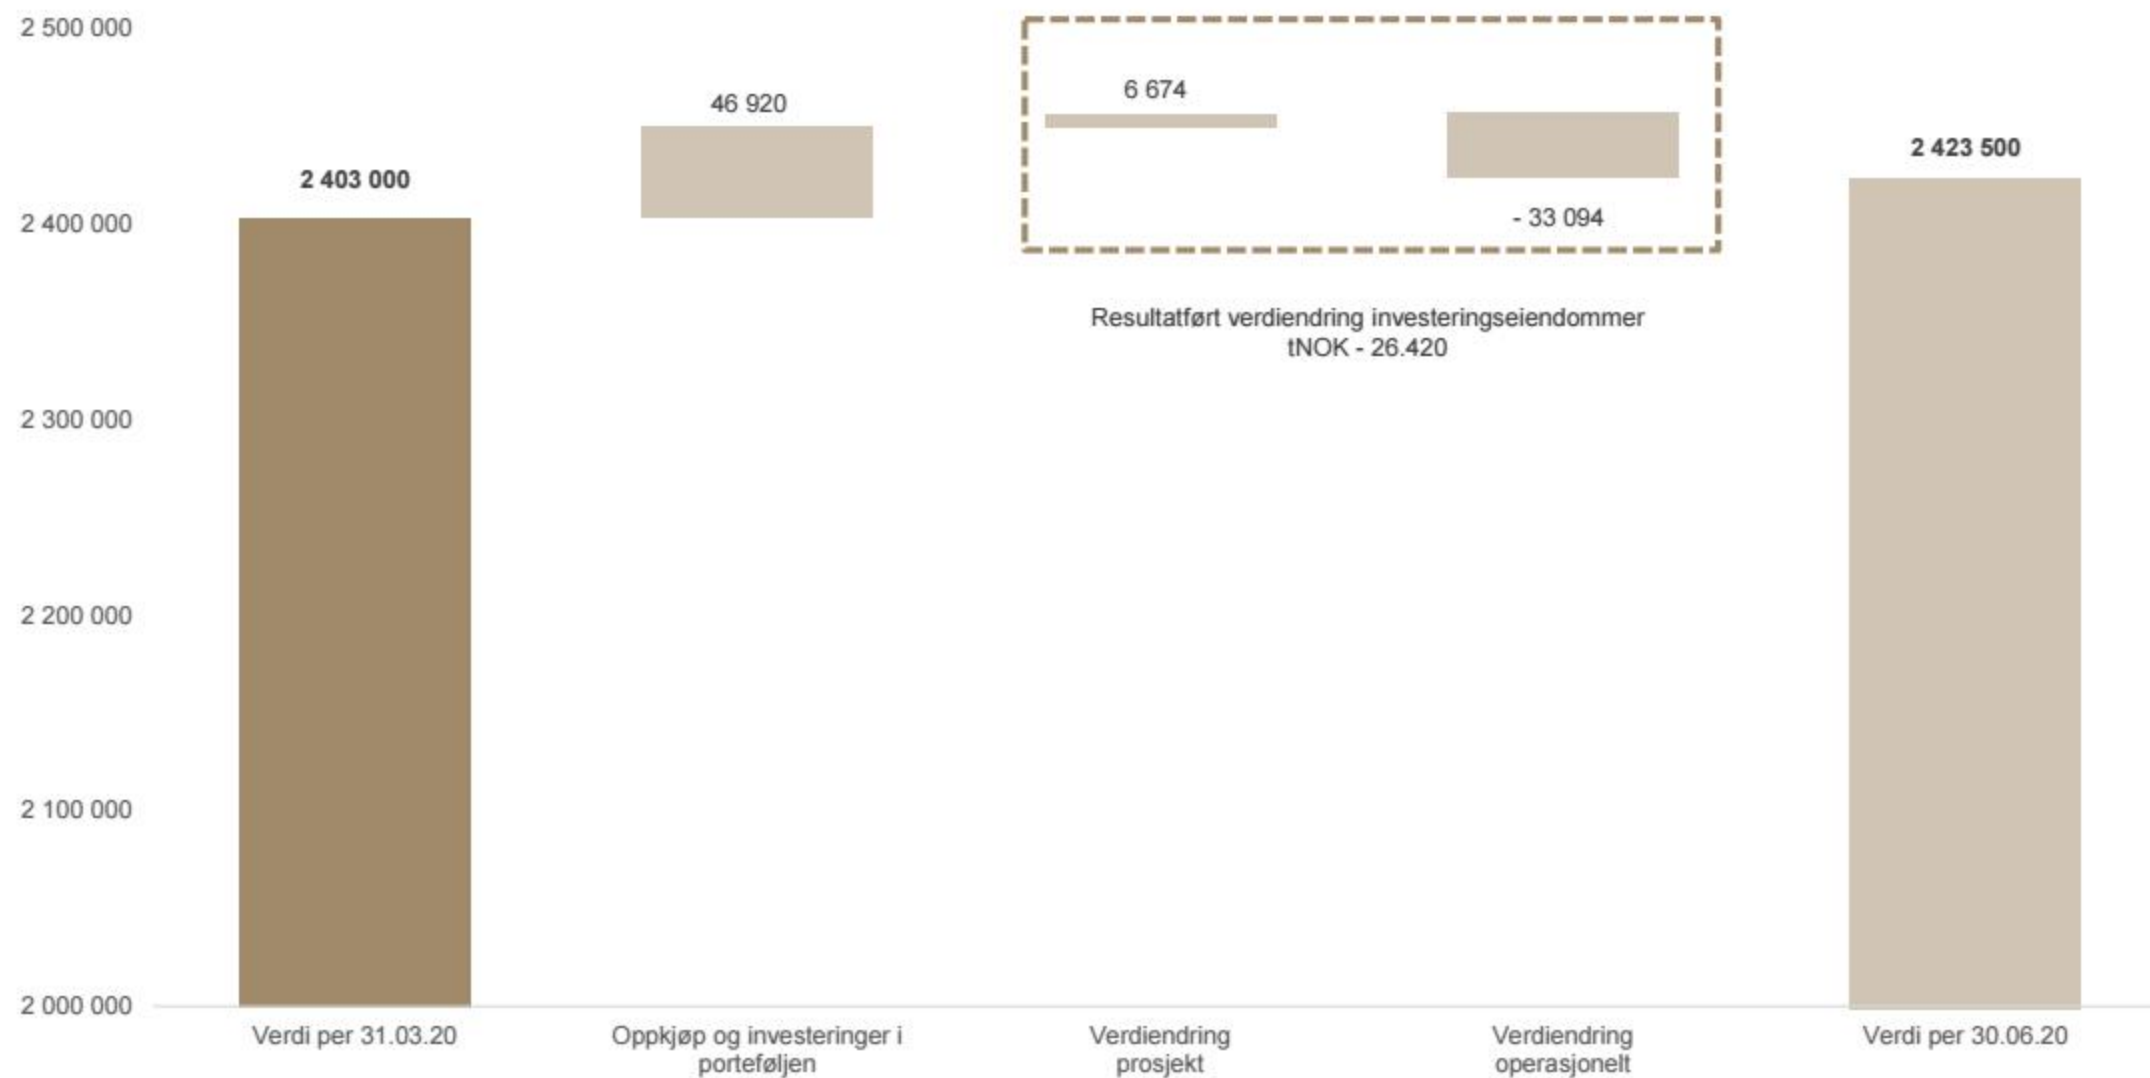 2 500 000
2 400 000
2 300 000
2 200 000
2 100 000
2 000 000
2 403 000
46 920
6 674
- 33 094
2 423 500
Resultatført verdiendring investeringseiendommer
tNOK - 26.420
Verdi per 31.03.20
Oppkjøp og investeringer i
porteføljen
Verdiendring
prosjekt
Verdiendring
operasjonelt
Verdi per 30.06.20